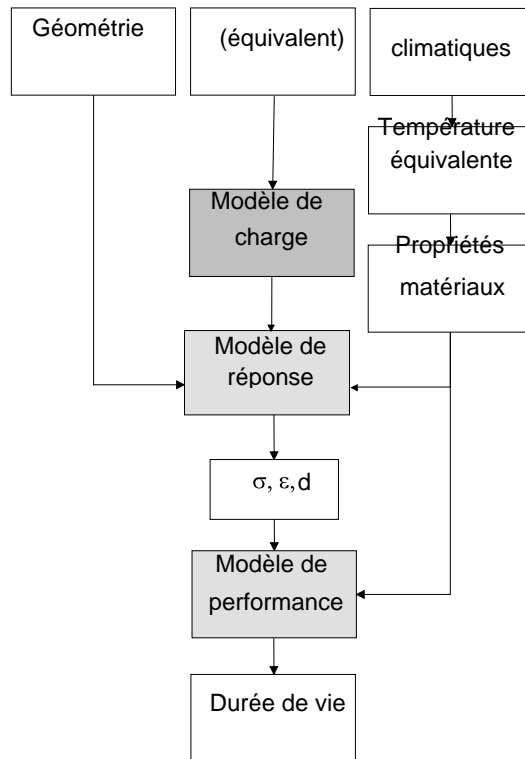 Géométrie
(équivalent)
climatiques
Température
équivalente
Modèle de
charge
Propriétés
matériaux
Modèle de
réponse
σ, ε,d
Modèle de
performance
Durée de vie